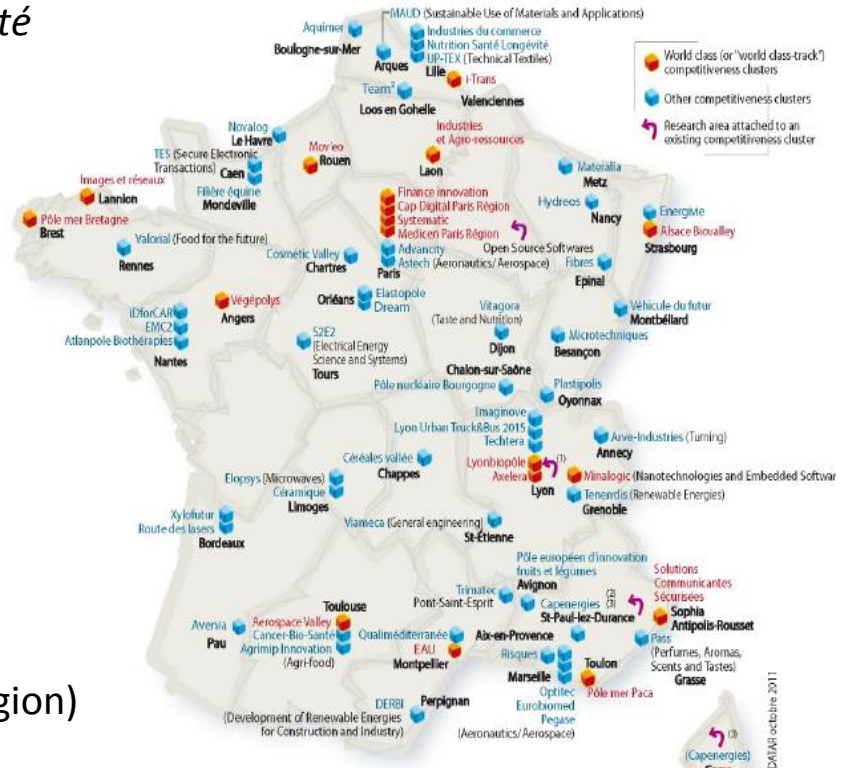 té
MAUD (Sustainable Use of Materials and Applications)
Aquimer
Boulogne-sur-Mer
Arques
Industries du commerce
Nutrition Santé Longévité
UP-TEX (Technical Textiles)
Lille
i-Trans
Valenciennes
Team²
Loos en Gohelle
World class (or "world class-track")
competitiveness clusters
Other competitiveness clusters
Research area attached to an
existing competitiveness cluster
Novalog
Le Havre
TES (Secure Electronic
Transactions)
Caen
Filière équine
Mondeville
Mov'eo
Rouen
Industries
et Agro-ressources
Laon
Materalia
Metz
Hydreos
Nancy
Energivie
Alsace Biovalley
Strasbourg
Images et réseaux
Lannion
Pôle mer Bretagne
Brest
Valorial (Food for the future)
Rennes
Finance innovation
Cap Digital Paris Région
Systematic
Medicen Paris Région
Advancity
Astech (Aeronautics/Aerospace)
Paris
Open Source Softwares
Cosmetic Valley
Chartres
Fibres
Epinal
Elastopole
Dream
Orléans
Végépolys
Angers
iDforCAR
EMC2
Atlanpole Biothérapies
Nantes
S2E2
(Electrical Energy
Science and Systems)
Tours
Vitagora
(Taste and Nutrition)
Dijon
Véhicule du futur
Montbéliard
Microtechniques
Besançon
Chalon-sur-Saône
Pôle nucléaire Bourgogne
Plastipolis
Oyonnax
Imaginove
Lyon Urban Truck&Bus 2015
Techtera
Lyonbiopôle
(1)
Axelera
Lyon
Arve-Industries (Turning)
Annecy
Minalogic (Nanotechnologies and Embedded Softwar
Tenerrdis (Renewable Energies)
Grenoble
Céréales vallée
Chappes
Elopsys (Microwaves)
Céramique
Limoges
Viameca (General engineering)
St-Étienne
Xylofutur
Route des lasers
Bordeaux
Pôle européen d'innovation
fruits et légumes
Avignon
Trimatec
Pont-Saint-Esprit
Capenergies
(2)
(3)
St-Paul-lez-Durance
Solutions
Communicantes
Sécurisées
Sophia
Antipolis-Rousset
Toulouse
Aerospace Valley
Cancer-Bio-Santé
Agrimip Innovation
(Agri-food)
Avenia
Pau
Qualiméditerranée
EAU
Montpellier
Aix-en-Provence
Risques
Marseille
Optitec
Eurobiomed
Pegase
(Aeronautics/Aerospace)
Toulon
Pôle mer Paca
Pass
(Perfumes, Aromas,
Scents and Tastes)
Grasse
gion)
DERBI
Perpignan
(Development of Renewable Energies
for Construction and Industry)
(3)
(Capenergies)
DATAR octobre 2011